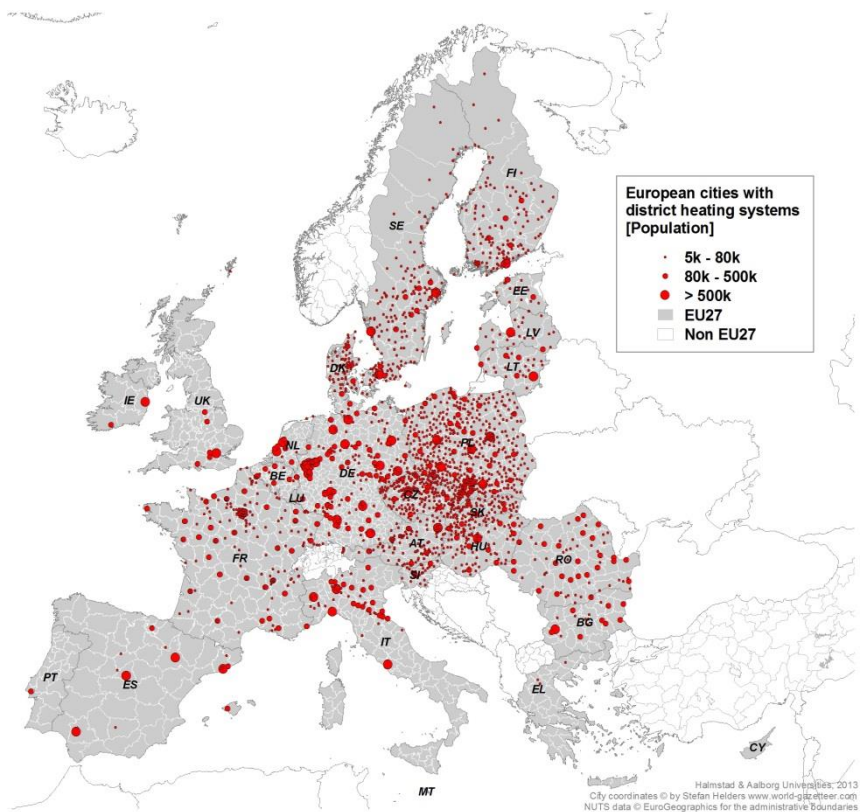 European cities with
district heating systems
[Population]
5k - 80k
80k - 500k
> 500k
EU27
Non EU27
FI
SE
EE
LV
LT
DK
IE
UK
NL
PL
BE
DE
LU
CZ
SK
AT
HU
FR
SI
RO
BG
IT
PT
ES
EL
CY
MT
Halmstad & Aalborg Universities, 2013
City coordinates © by Stefan Helders www.world-gazetteer.com
NUTS data © EuroGeographics for the administrative boundaries